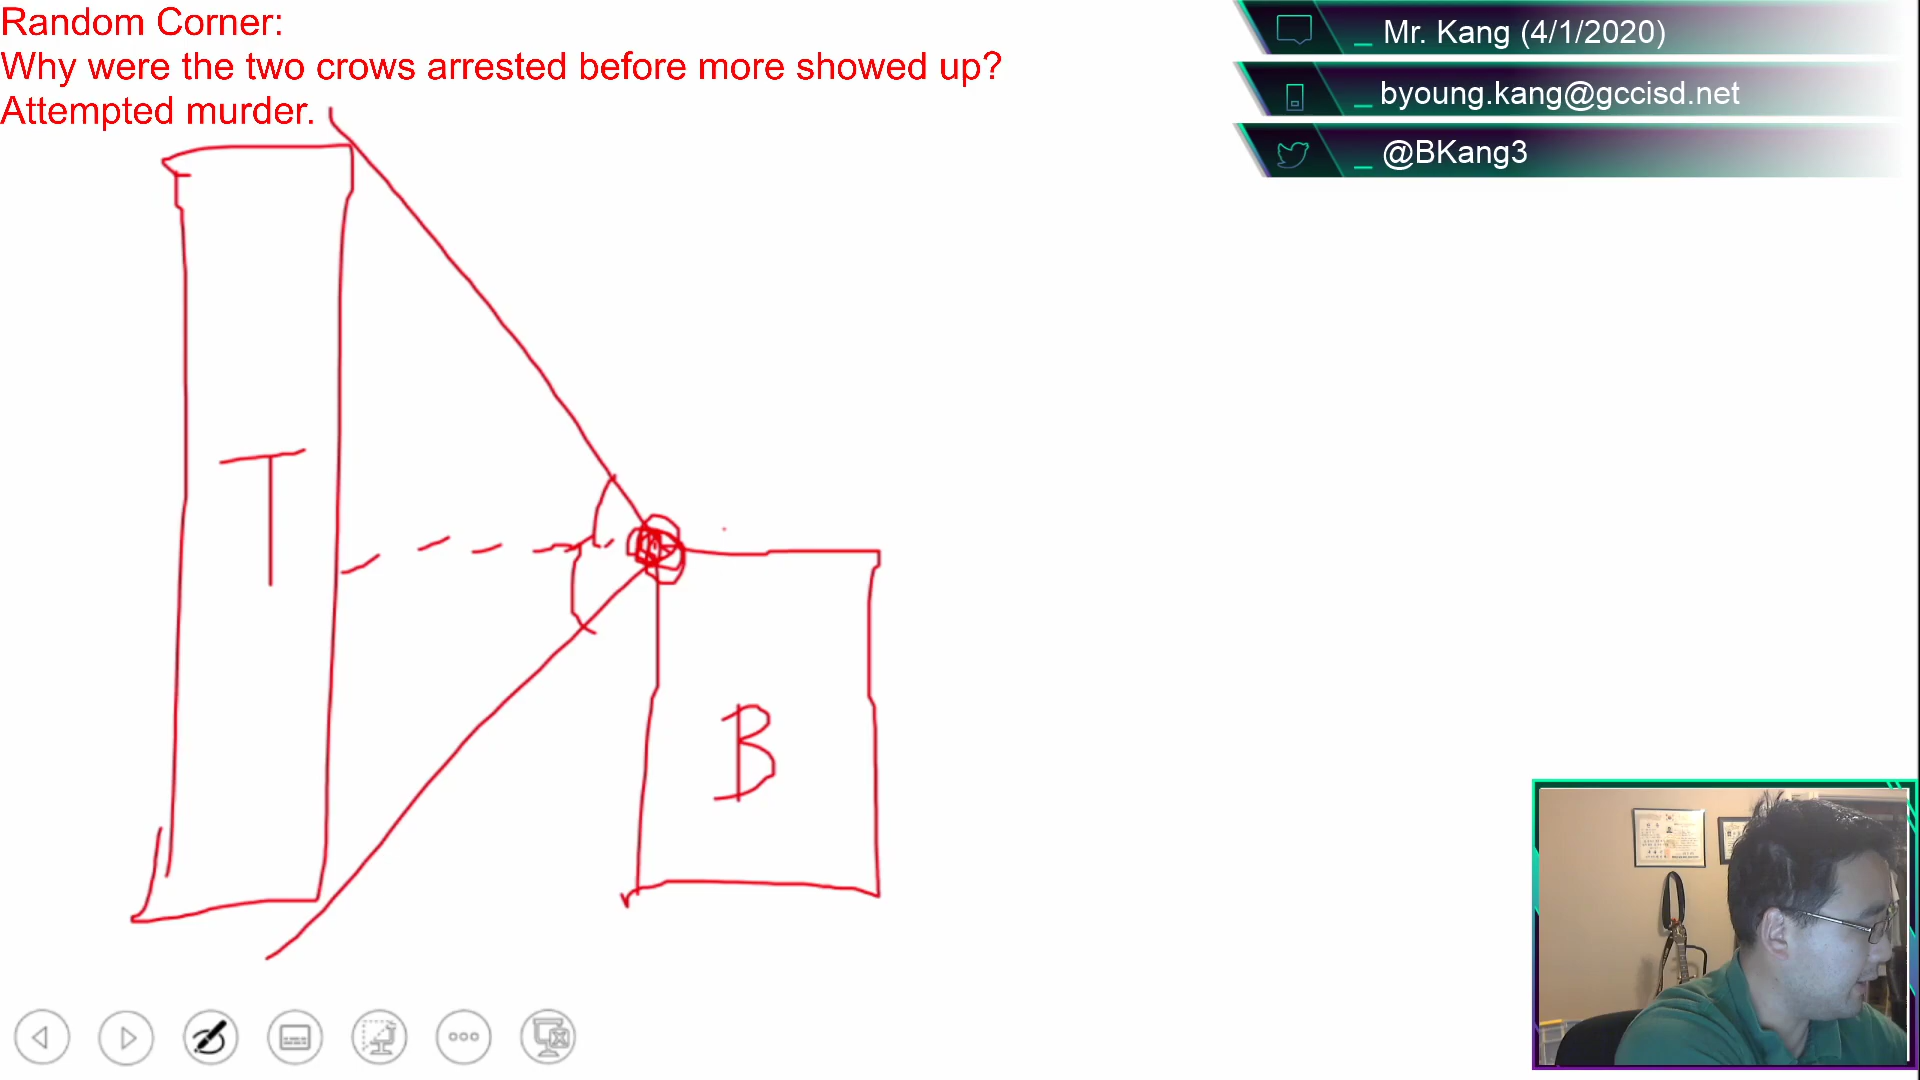 Random Corner:
Why were the two crows arrested before more showed up?
Attempted murder.
_ Mr. Kang (4/1/2020)
_ byoung.kang@gccisd.net
_ @BKang3
T
B